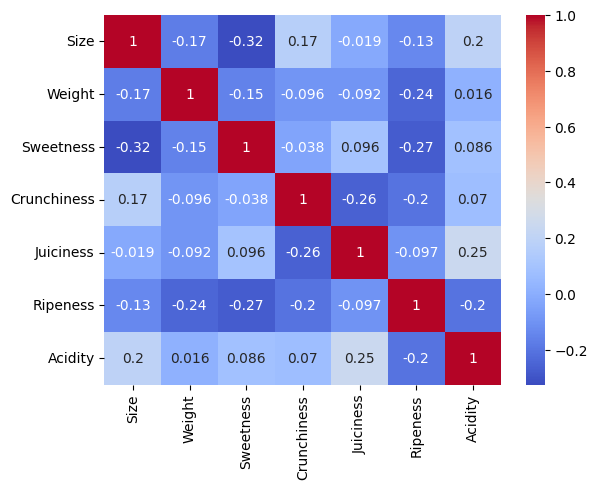 Size 1 -0.17 -0.32 0.17 -0.019 -0.13 0.2
Weight -0.17 1 -0.15 -0.096 -0.092 -0.24 0.016
Sweetness -0.32 -0.15 1 -0.038 0.096 -0.27 0.086
Crunchiness 0.17 -0.096 -0.038 1 -0.26 -0.2 0.07
Juiciness -0.019 -0.092 0.096 -0.26 1 -0.097 0.25
Ripeness -0.13 -0.24 -0.27 -0.2 -0.097 1 -0.2
Acidity 0.2 0.016 0.086 0.07 0.25 -0.2 1
Size Weight Sweetness Crunchiness Juiciness Ripeness Acidity
1.0
0.8
0.6
0.4
0.2
0.0
−0.2